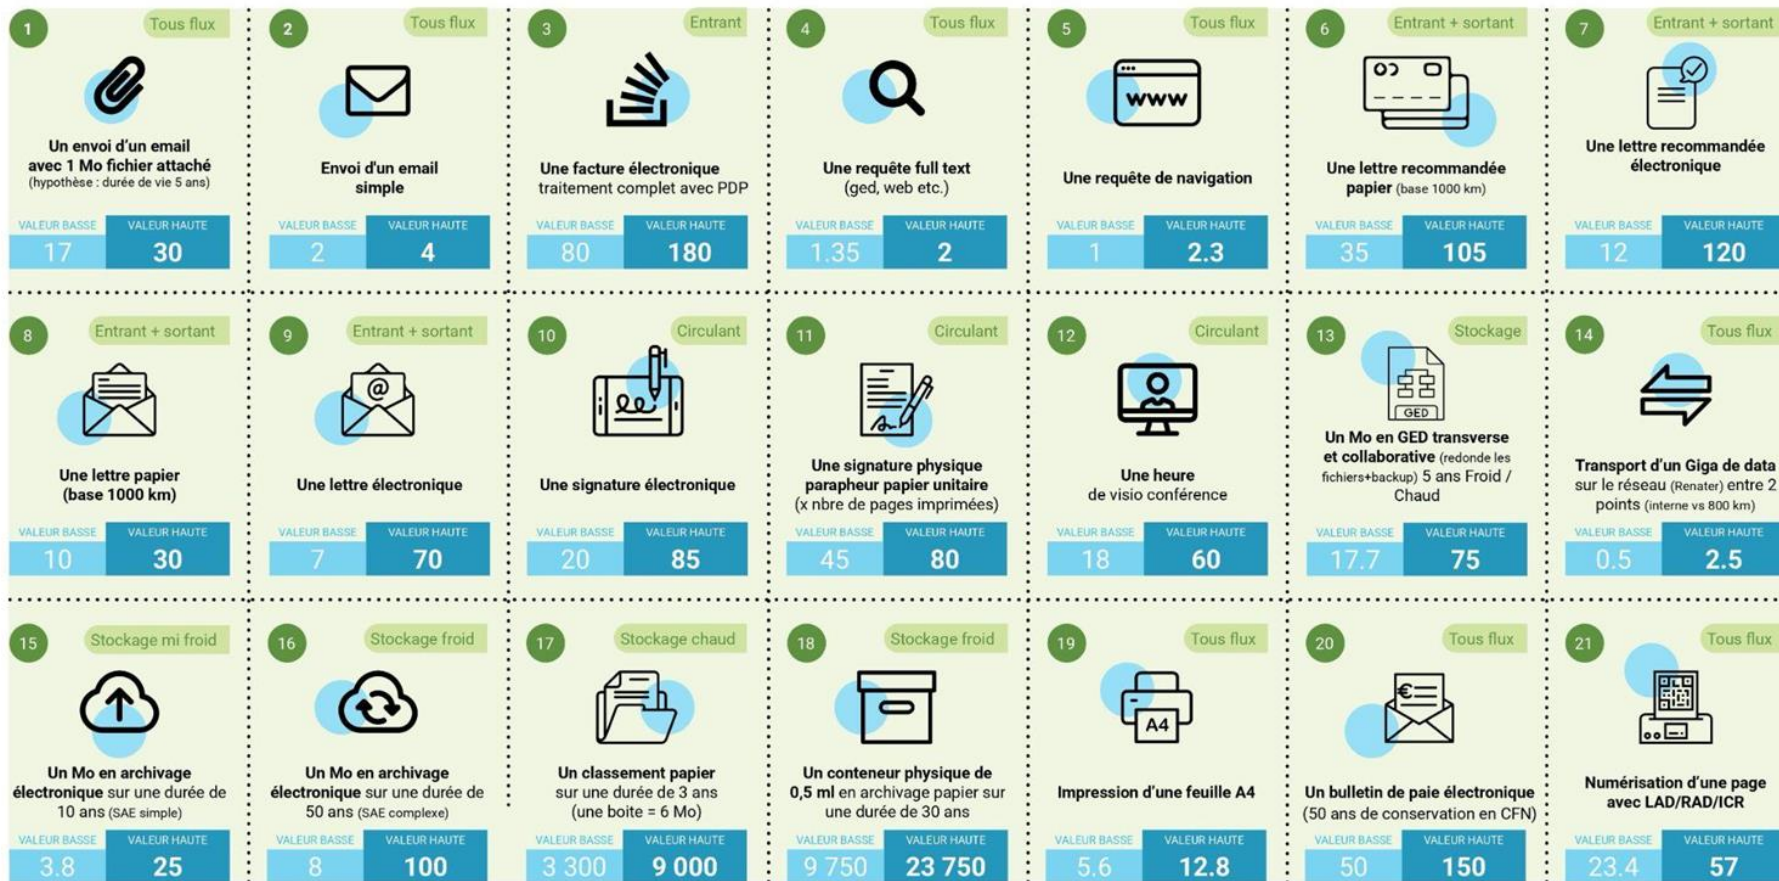 1
Tous flux
Un envoi d'un email
avec 1 Mo fichier attaché
(hypothèse : durée de vie 5 ans)
VALEUR BASSE VALEUR HAUTE
17 30
2
Tous flux
Envoi d'un email
simple
VALEUR BASSE VALEUR HAUTE
2 4
3
Entrant
Une facture électronique
traitement complet avec PDP
VALEUR BASSE VALEUR HAUTE
80 180
4
Tous flux
Une requête full text
(ged, web etc.)
VALEUR BASSE VALEUR HAUTE
1.35 2
5
Tous flux
www
Une requête de navigation
VALEUR BASSE VALEUR HAUTE
1 2.3
6
Entrant + sortant
Une lettre recommandée
papier (base 1000 km)
VALEUR BASSE VALEUR HAUTE
35 105
7
Entrant + sortant
Une lettre recommandée
électronique
VALEUR BASSE VALEUR HAUTE
12 120
8
Entrant + sortant
Une lettre papier
(base 1000 km)
VALEUR BASSE VALEUR HAUTE
10 30
9
Entrant + sortant
@
Une lettre électronique
VALEUR BASSE VALEUR HAUTE
7 70
10
Circulant
Une signature électronique
VALEUR BASSE VALEUR HAUTE
20 85
11
Circulant
Une signature physique
parapheur papier unitaire
(x nbre de pages imprimées)
VALEUR BASSE VALEUR HAUTE
45 80
12
Circulant
Une heure
de visio conférence
VALEUR BASSE VALEUR HAUTE
18 60
13
Stockage
GED
Un Mo en GED transverse
et collaborative (redonde les
fichiers+backup) 5 ans Froid /
Chaud
VALEUR BASSE VALEUR HAUTE
17.7 75
14
Tous flux
Transport d'un Giga de data
sur le réseau (Renater) entre 2
points (interne vs 800 km)
VALEUR BASSE VALEUR HAUTE
0.5 2.5
15
Stockage mi froid
Un Mo en archivage
électronique sur une durée de
10 ans (SAE simple)
VALEUR BASSE VALEUR HAUTE
3.8 25
16
Stockage froid
Un Mo en archivage
électronique sur une durée de
50 ans (SAE complexe)
VALEUR BASSE VALEUR HAUTE
8 100
17
Stockage chaud
Un classement papier
sur une durée de 3 ans
(une boite = 6 Mo)
VALEUR BASSE VALEUR HAUTE
3 300 9 000
18
Stockage froid
Un conteneur physique de
0,5 ml en archivage papier sur
une durée de 30 ans
VALEUR BASSE VALEUR HAUTE
9 750 23 750
19
Tous flux
A4
Impression d'une feuille A4
VALEUR BASSE VALEUR HAUTE
5.6 12.8
20
Tous flux
€
Un bulletin de paie électronique
(50 ans de conservation en CFN)
VALEUR BASSE VALEUR HAUTE
50 150
21
Tous flux
Numérisation d'une page
avec LAD/RAD/ICR
VALEUR BASSE VALEUR HAUTE
23.4 57